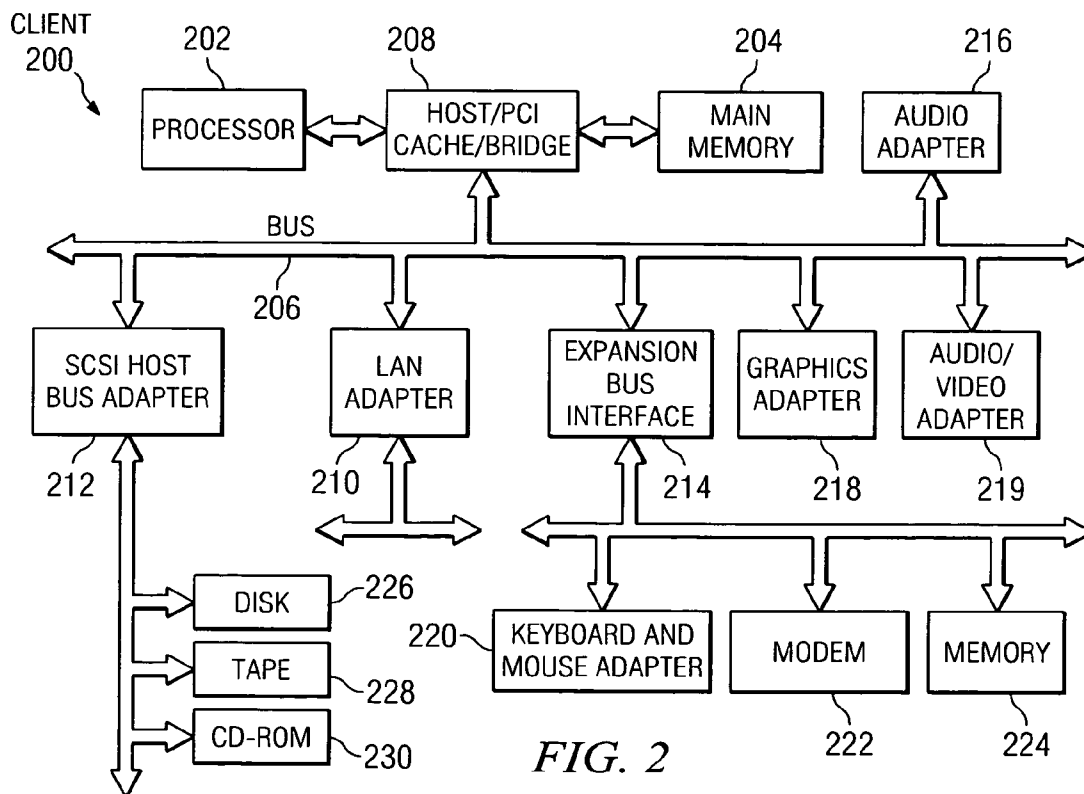 CLIENT
200
202
208
204
216
PROCESSOR
HOST/PCI
CACHE/BRIDGE
MAIN
MEMORY
AUDIO
ADAPTER
BUS
206
SCSI HOST
BUS ADAPTER
LAN
ADAPTER
EXPANSION
BUS
INTERFACE
GRAPHICS
ADAPTER
AUDIO/
VIDEO
ADAPTER
212
210
214
218
219
DISK
226
TAPE
228
CD-ROM
230
220
KEYBOARD AND
MOUSE ADAPTER
MODEM
MEMORY
222
224
FIG. 2